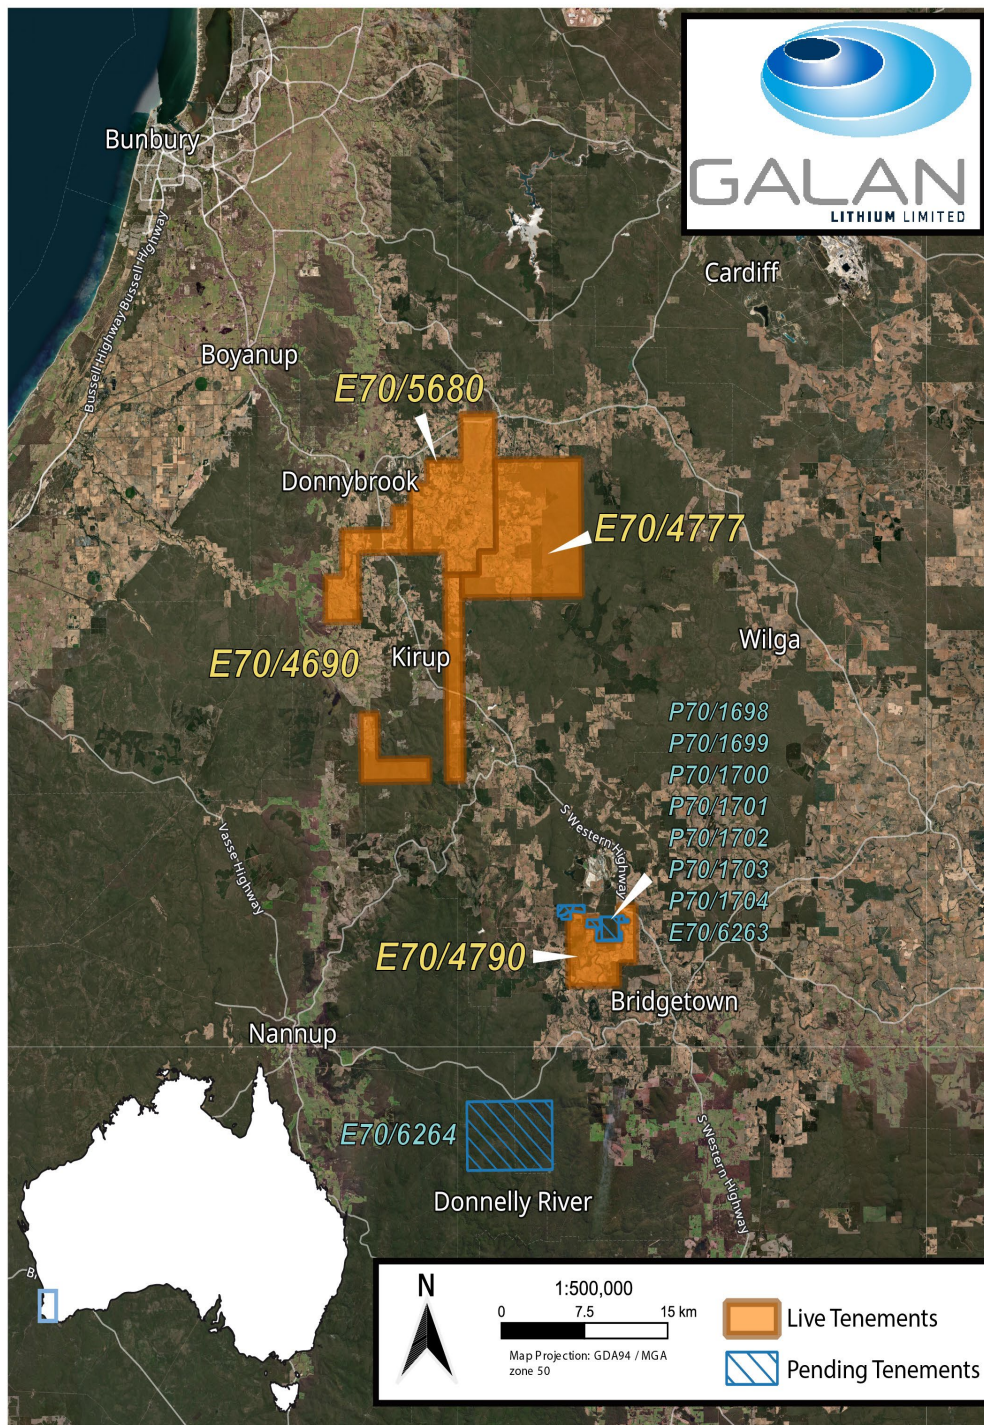 GALAN
LITHIUM LIMITED
Bunbury
Bussell Highway
Bussell Highway
Cardiff
Boyanup
E70/5680
Donnybrook
E70/4777
Wilga
Kirup
E70/4690
P70/1698
P70/1699
P70/1700
P70/1701
P70/1702
P70/1703
P70/1704
E70/6263
S Western Highway
Vasse Highway
E70/4790
Bridgetown
Nannup
E70/6264
S Western Highway
Donnelly River
N
1:500,000
0 7.5 15 km
Map Projection: GDA94 / MGA
zone 50
Live Tenements
Pending Tenements